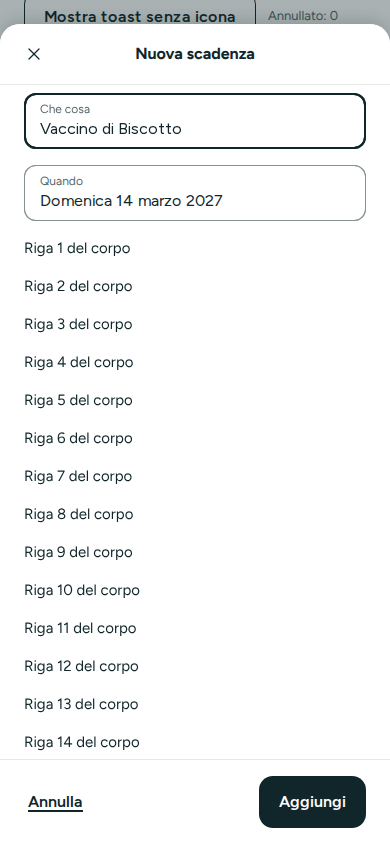 Mostra toast senza icona
Annullato: 0
Nuova scadenza
Che cosa
Vaccino di Biscotto
Quando
Domenica 14 marzo 2027
Riga 1 del corpo
Riga 2 del corpo
Riga 3 del corpo
Riga 4 del corpo
Riga 5 del corpo
Riga 6 del corpo
Riga 7 del corpo
Riga 8 del corpo
Riga 9 del corpo
Riga 10 del corpo
Riga 11 del corpo
Riga 12 del corpo
Riga 13 del corpo
Riga 14 del corpo
Annulla
Aggiungi